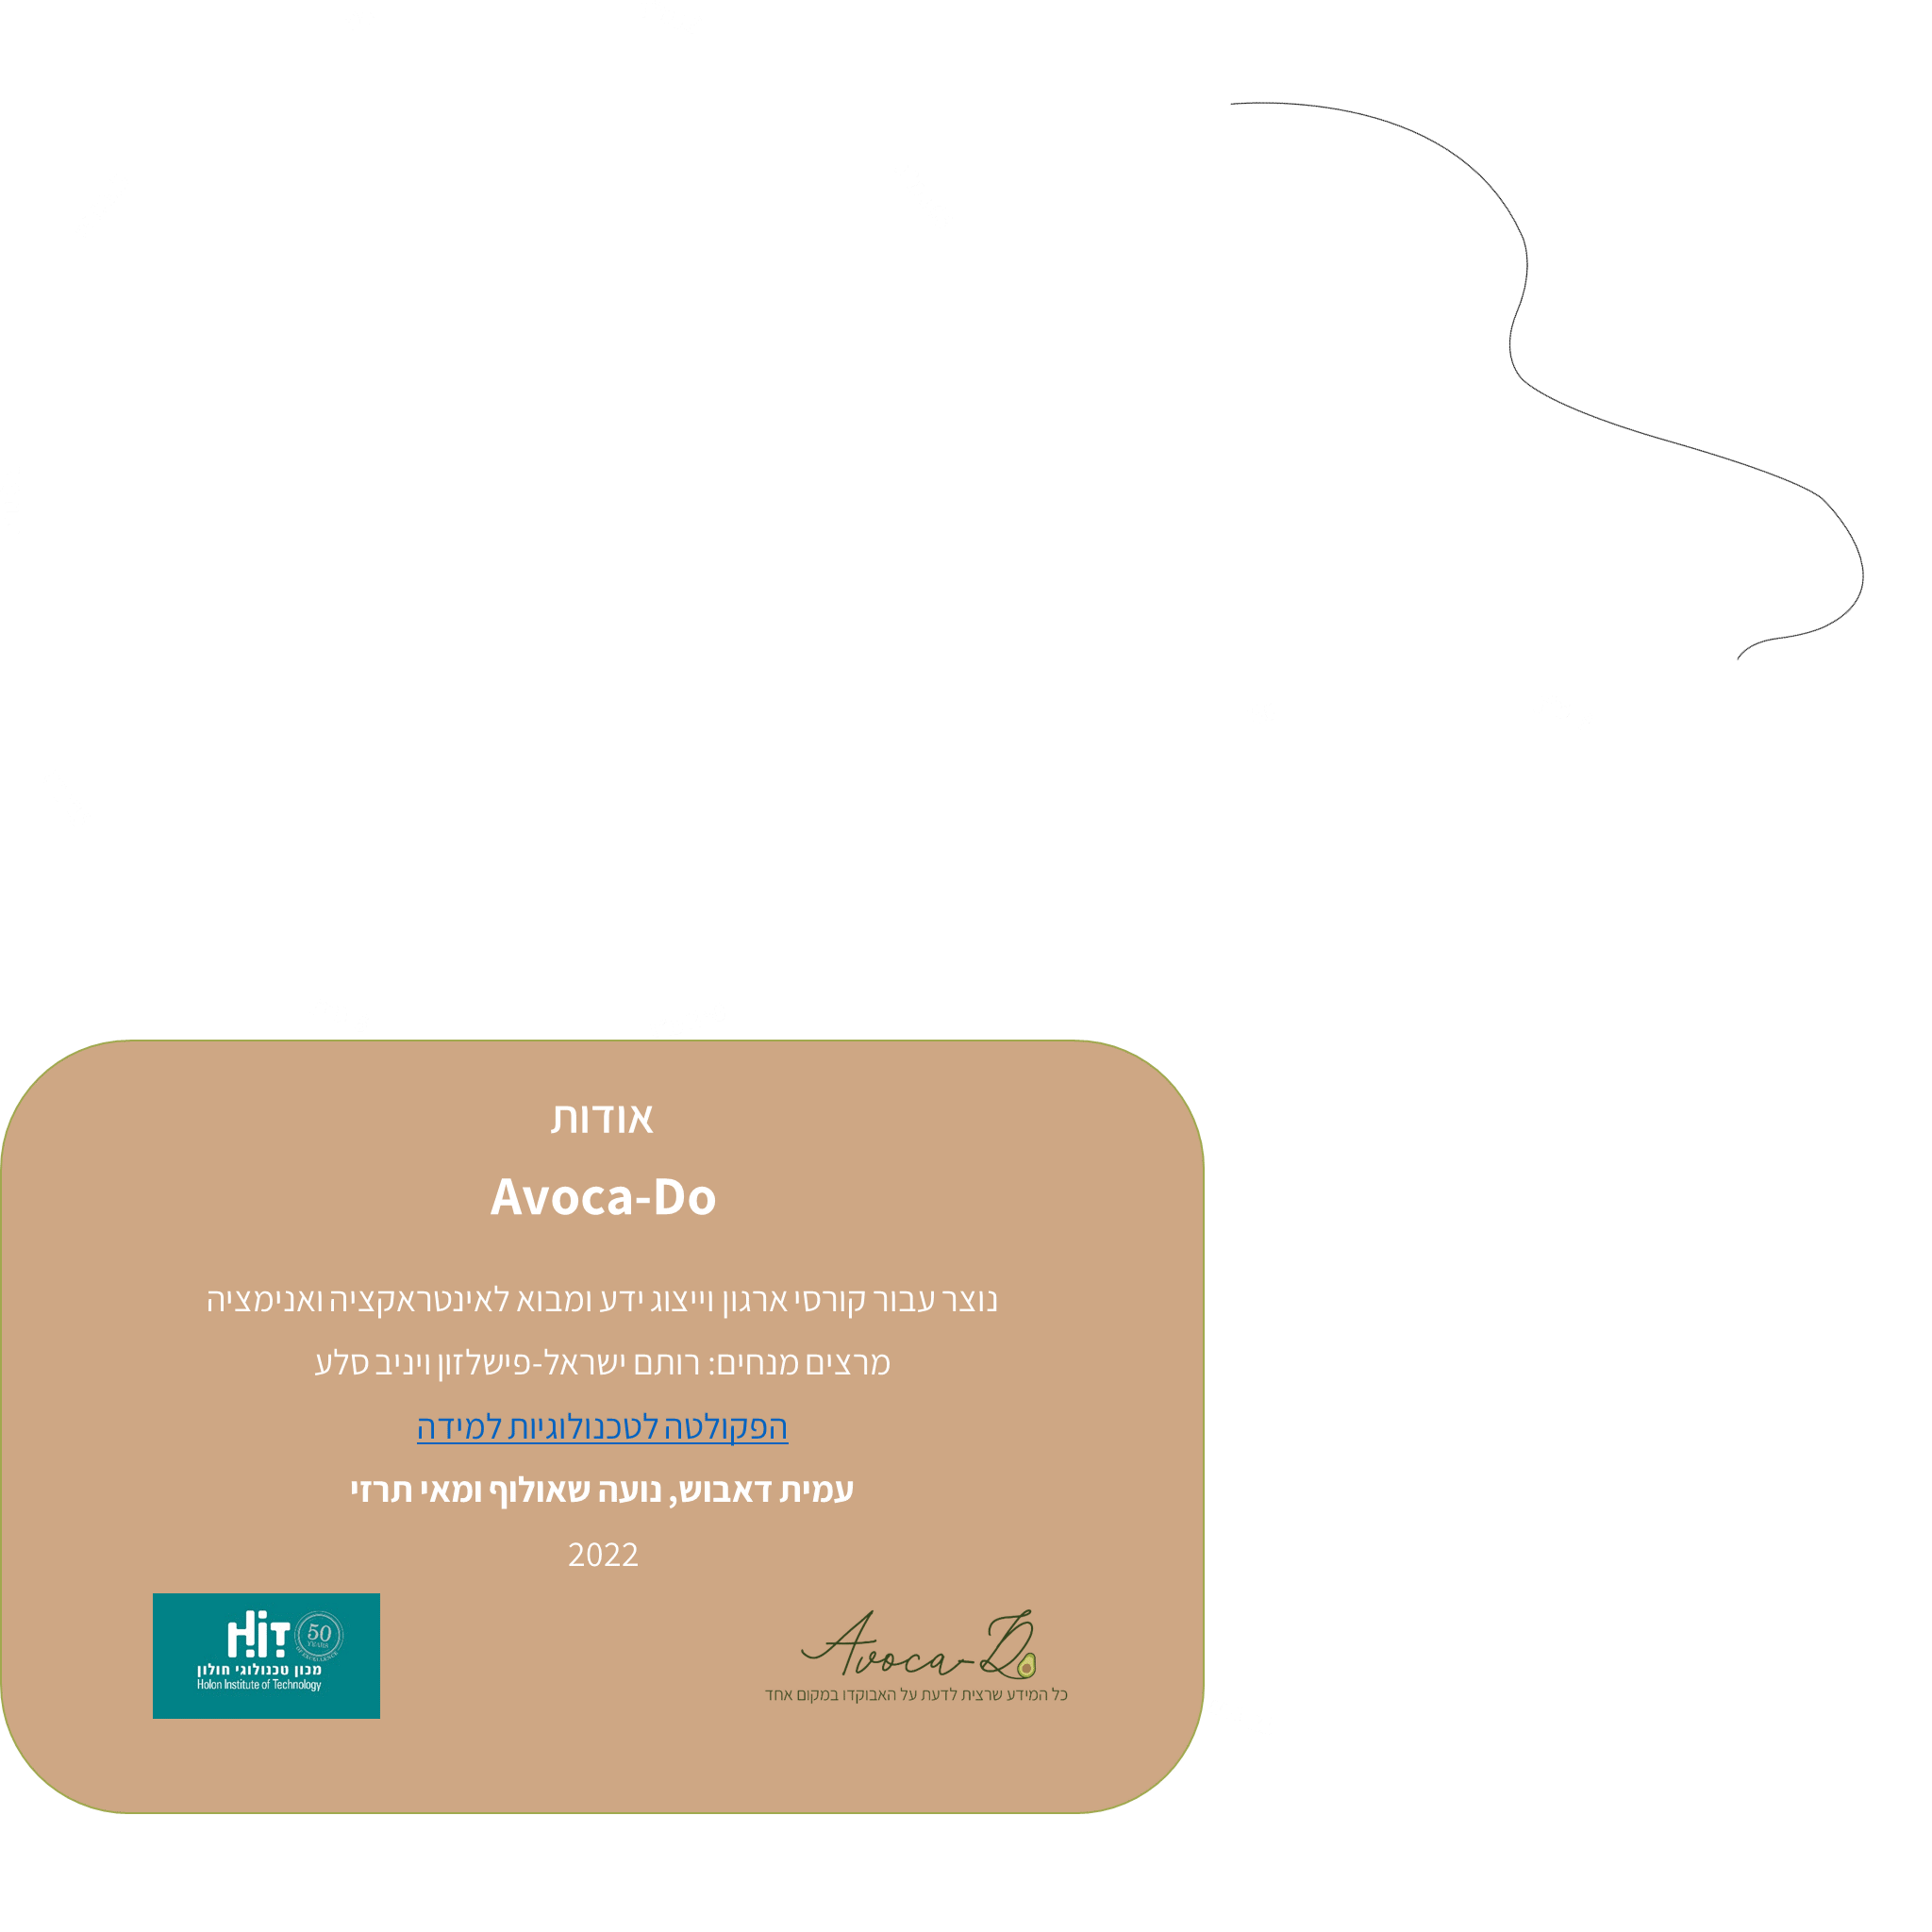 אודות
Avoca-Do
נוצר עבור קורסי ארגון וייצוג ידע ומבוא לאינטראקציה ואנימציה
מרצים מנחים: רותם ישראל-פישלזון ויניב סלע
הפקולטה לטכנולוגיות למידה
עמית דאבוש, נועה שאולוף ומאי תרזי
2022
Avoca-Do
כל המידע שרצית לדעת על האבוקדו במקום אחד
HiT
50
YEARS
OF EXCELLENCE
מכון טכנולוגי חולון
Holon Institute of Technology